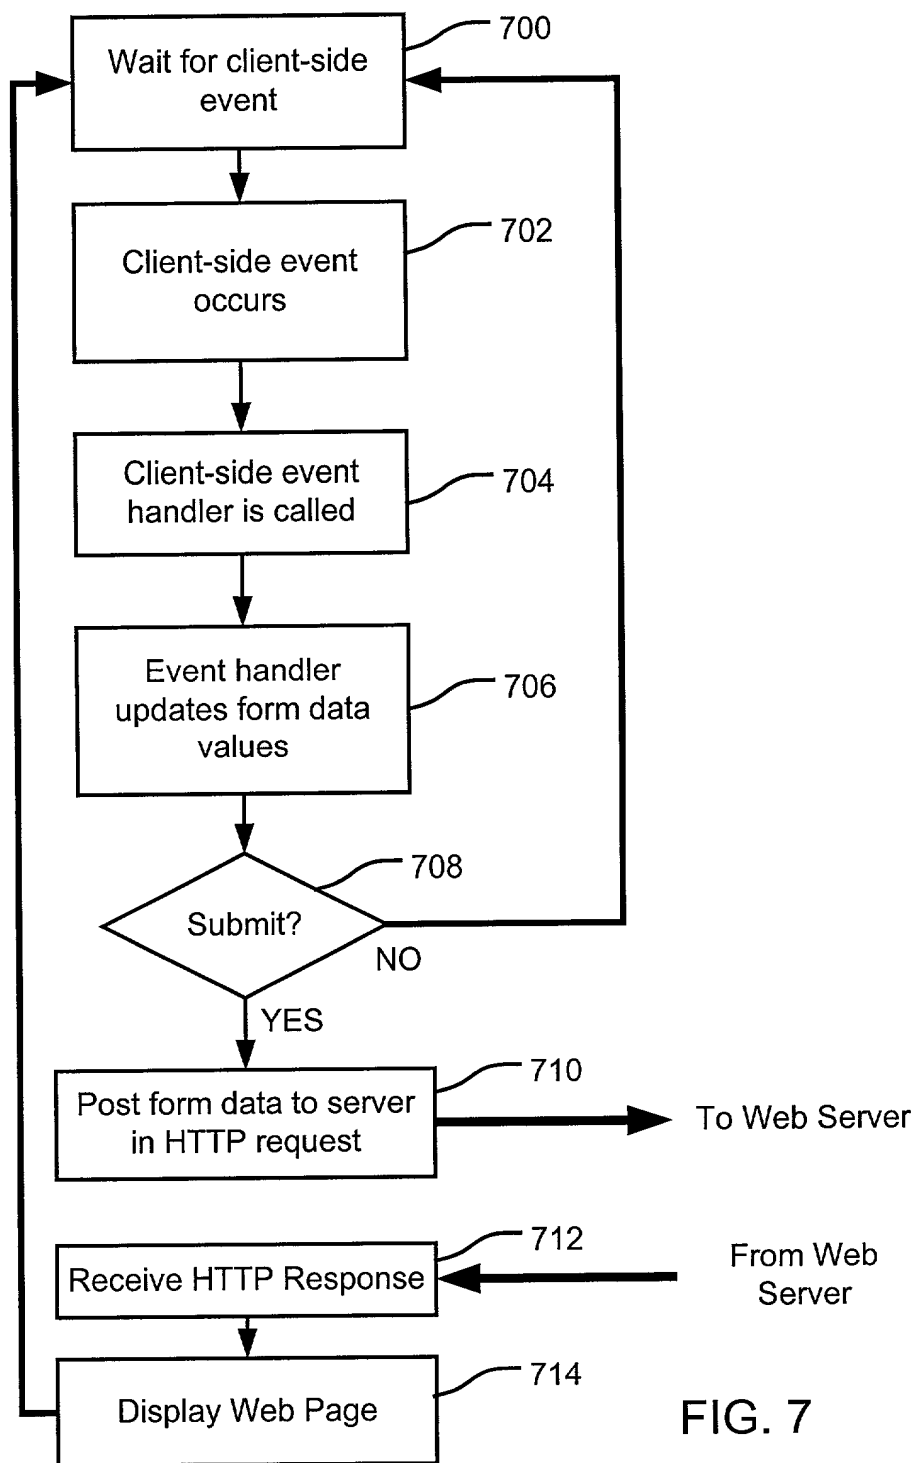 700
Wait for client-side
event
702
Client-side event
occurs
704
Client-side event
handler is called
706
Event handler
updates form data
values
708
Submit?
NO
YES
710
Post form data to server
in HTTP request
To Web Server
712
Receive HTTP Response
From Web
Server
714
Display Web Page
FIG. 7